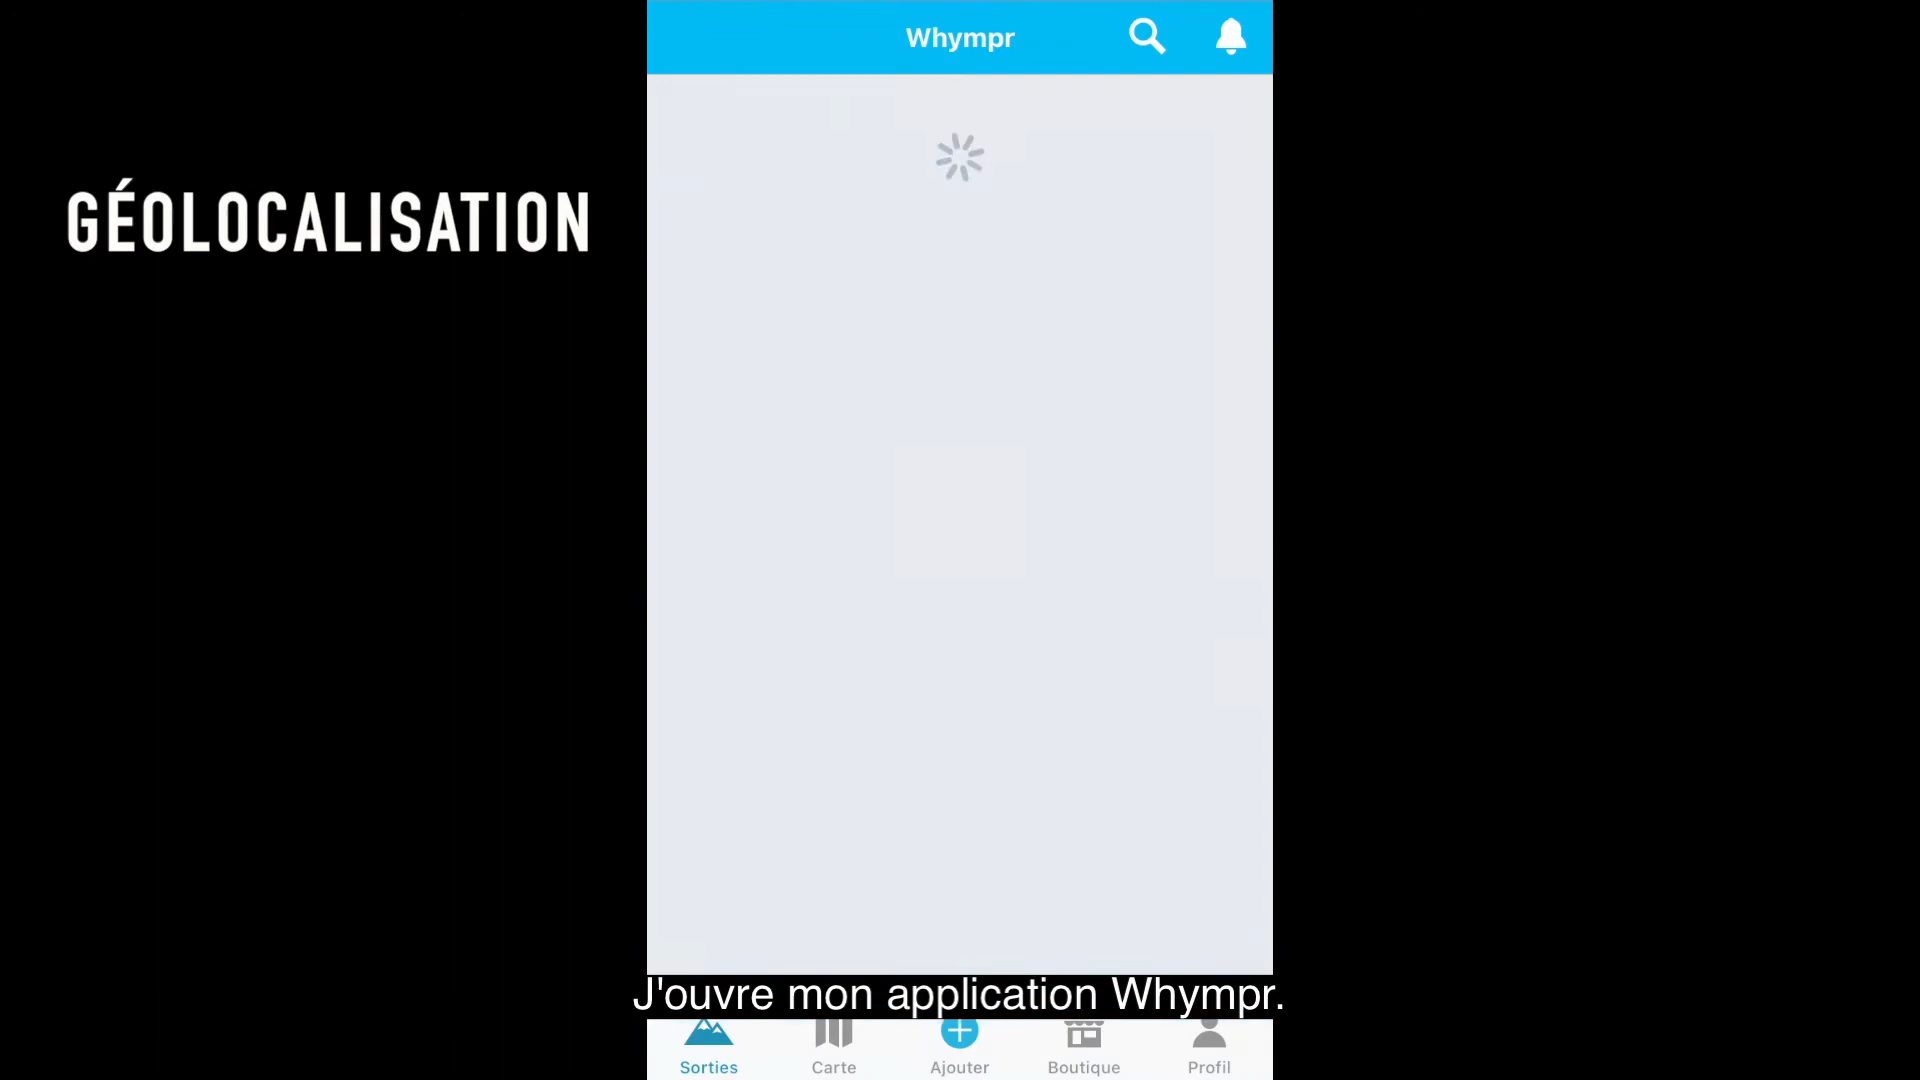 Whympr
GÉOLOCALISATION
J'ouvre mon application Whympr.
Sorties
Carte
Ajouter
Boutique
Profil